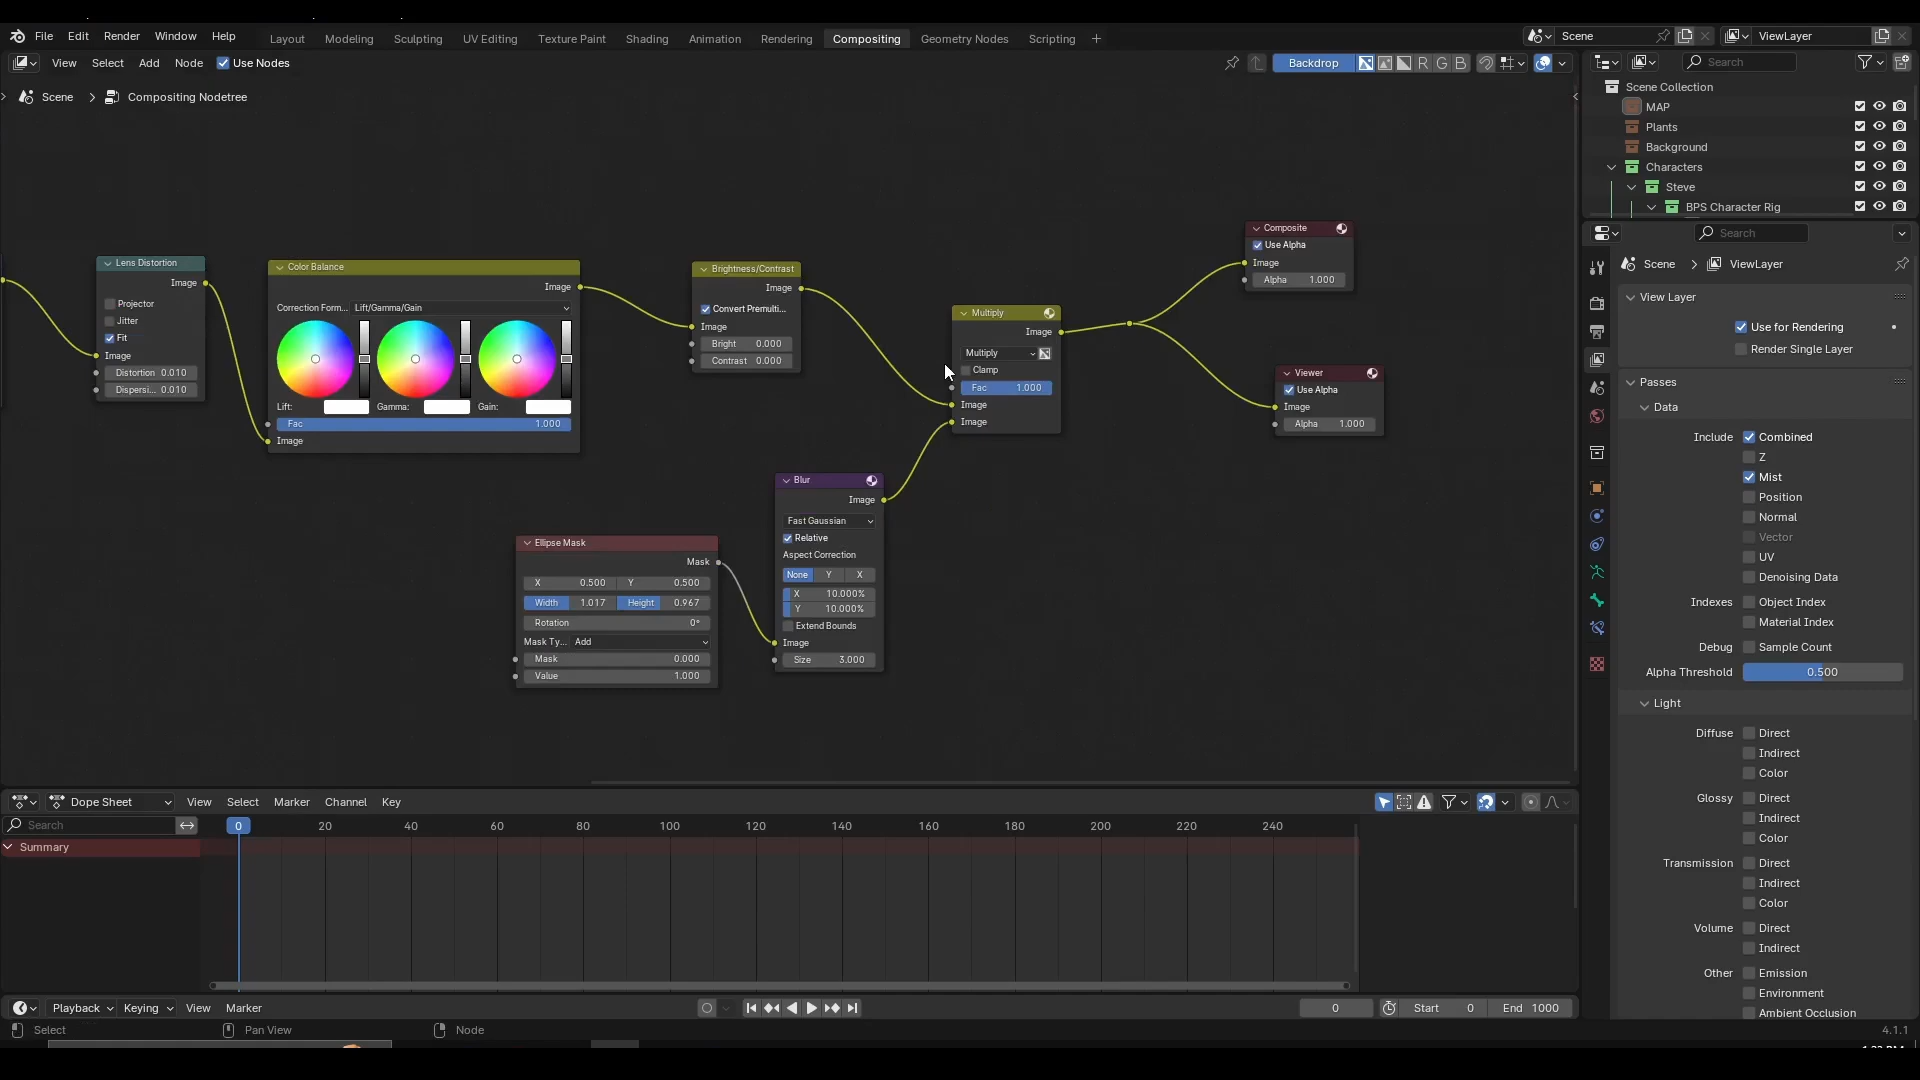 File Edit Render Window Help Layout Modeling Sculpting UV Editing Texture Paint Shading Animation Rendering Compositing Geometry Nodes Scripting Scene ViewLayer
View Select Add Node Use Nodes Backdrop R G B Search
Scene > Compositing Nodetree
Scene Collection
MAP
Plants
Background
Characters
Steve
BPS Character Rig
Search
Scene > ViewLayer
View Layer
Use for Rendering
Render Single Layer
Passes
Data
Include Combined
Z
Mist
Position
Normal
Vector
UV
Denoising Data
Indexes Object Index
Material Index
Debug Sample Count
Alpha Threshold 0.500
Light
Diffuse Direct
Indirect
Color
Glossy Direct
Indirect
Color
Transmission Direct
Indirect
Color
Volume Direct
Indirect
Other Emission
Environment
Ambient Occlusion
Lens Distortion
Image
Projector
Jitter
Fit
Image
Distortion 0.010
Dispersi... 0.010
Color Balance
Image
Correction Form... Lift/Gamma/Gain
Lift: Gamma: Gain:
Fac 1.000
Image
Brightness/Contrast
Image
Convert Premulti...
Image
Bright 0.000
Contrast 0.000
Multiply
Image
Multiply
Clamp
Fac 1.000
Image
Image
Composite
Use Alpha
Image
Alpha 1.000
Viewer
Use Alpha
Image
Alpha 1.000
Ellipse Mask
Mask
X 0.500 Y 0.500
Width 1.017 Height 0.967
Rotation 0°
Mask Ty... Add
Mask 0.000
Value 1.000
Blur
Image
Fast Gaussian
Relative
Aspect Correction
None Y X
X 10.000%
Y 10.000%
Extend Bounds
Image
Size 3.000
Dope Sheet View Select Marker Channel Key
Search 0 20 40 60 80 100 120 140 160 180 200 220 240
Summary
Playback Keying View Marker 0 Start 0 End 1000
Select Pan View Node 4.1.1